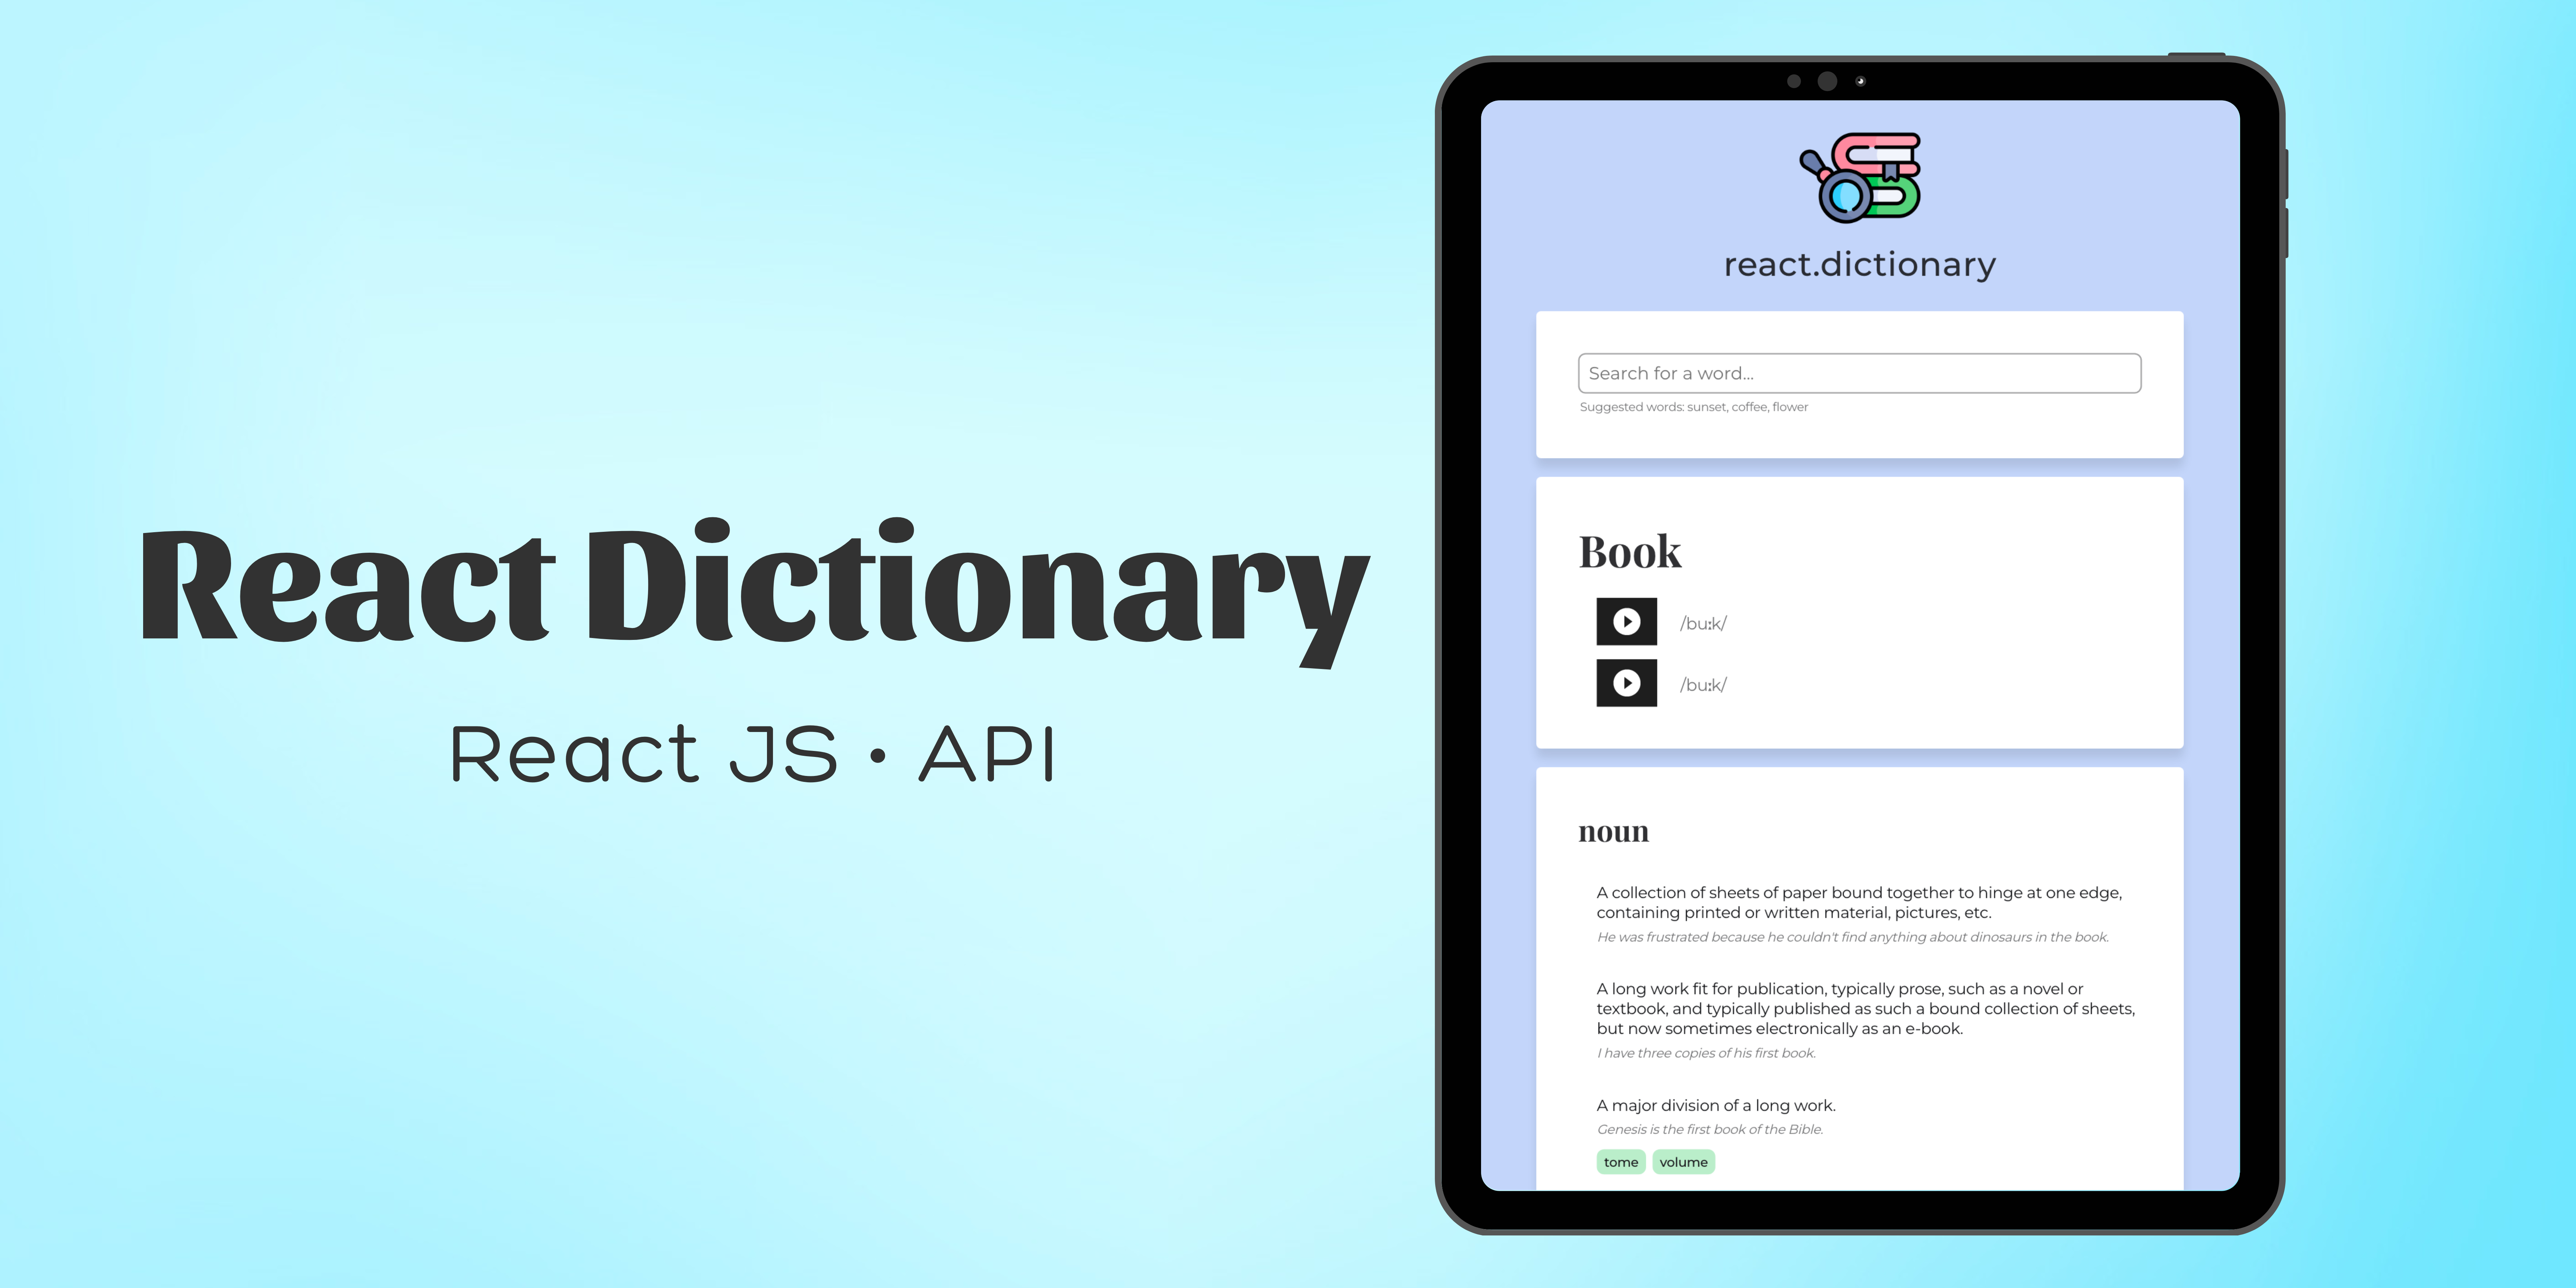 React Dictionary
React JS • API
react.dictionary
Search for a word...
Suggested words: sunset, coffee, flower
Book
/buːk/
/buːk/
noun
A collection of sheets of paper bound together to hinge at one edge,
containing printed or written material, pictures, etc.
He was frustrated because he couldn't find anything about dinosaurs in the book.
A long work fit for publication, typically prose, such as a novel or
textbook, and typically published as such a bound collection of sheets,
but now sometimes electronically as an e-book.
I have three copies of his first book.
A major division of a long work.
Genesis is the first book of the Bible.
tome volume